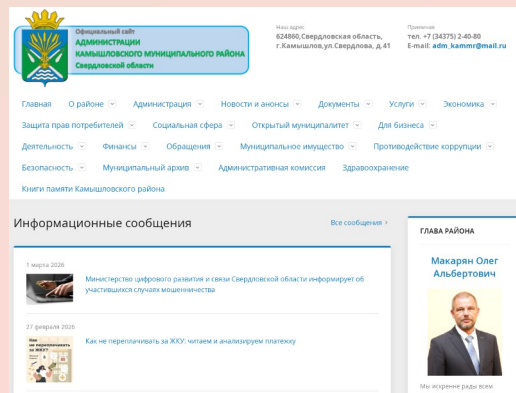 Официальный сайт
АДМИНИСТРАЦИИ
КАМЫШЛОВСКОГО МУНИЦИПАЛЬНОГО РАЙОНА
Свердловской области
Наш адрес
624860,Свердловская область,
г.Камышлов,ул.Свердлова, д.41
Приемная
тел. +7 (34375) 2-40-80
E-mail: adm_kammr@mail.ru
Главная О районе Администрация Новости и анонсы Документы Услуги Экономика
Защита прав потребителей Социальная сфера Открытый муниципалитет Для бизнеса
Деятельность Финансы Обращения Муниципальное имущество Противодействие коррупции
Безопасность Муниципальный архив Административная комиссия Здравоохранение
Книги памяти Камышловского района
Информационные сообщения
Все сообщения
1 марта 2026
Министерство цифрового развития и связи Свердловской области информирует об
участившихся случаях мошенничества
27 февраля 2026
Как не переплачивать
за ЖКУ?
Как не переплачивать за ЖКУ: читаем и анализируем платежку
ГЛАВА РАЙОНА
Макарян Олег
Альбертович
Мы искренне рады всем